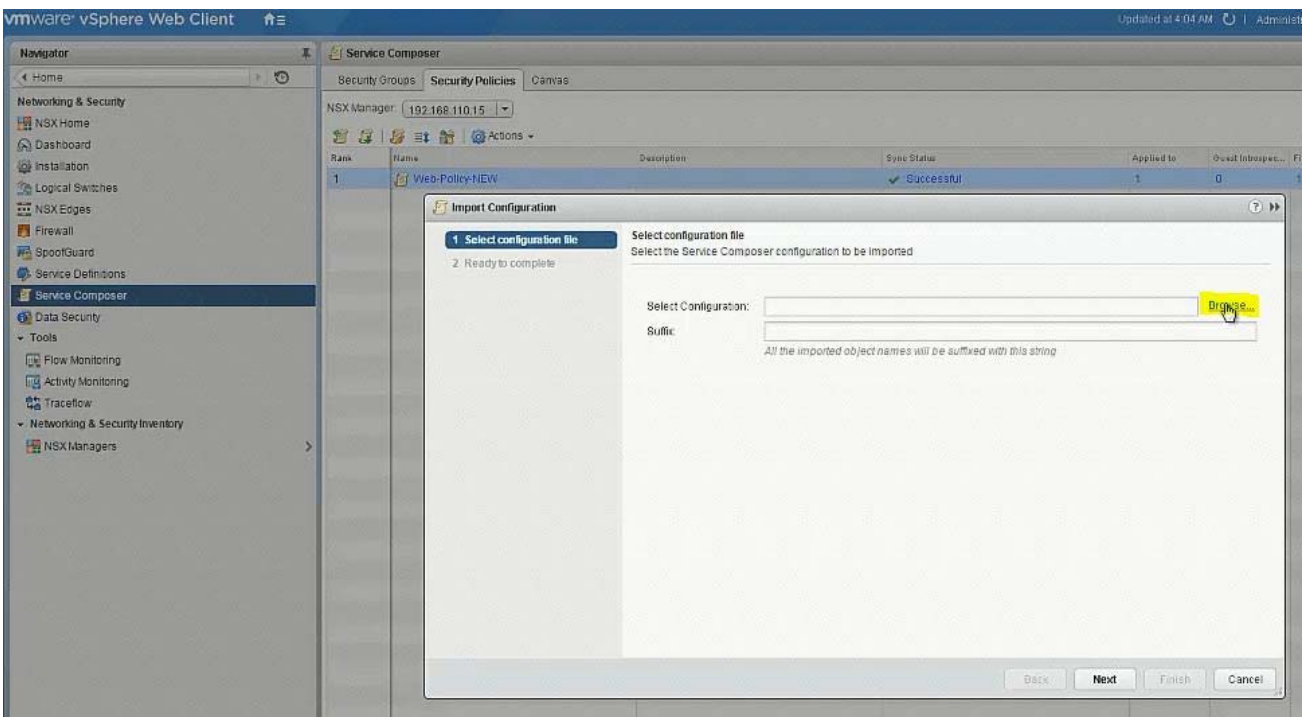 vmware® vSphere Web Client
Updated at 4:04 AM
Navigator
Home
Networking & Security
NSX Home
Dashboard
Installation
Logical Switches
NSX Edges
Firewall
SpoofGuard
Service Definitions
Service Composer
Data Security
Tools
Flow Monitoring
Activity Monitoring
Traceflow
Networking & Security Inventory
NSX Managers
Service Composer
Security Groups Security Policies Canvas
NSX Manager: 192.168.110.15
Actions
Rank Name Description Sync Status Applied to Guest Introspec...
1 Web-Policy-NEW Successful 1 0 1
Import Configuration
1 Select configuration file
2 Ready to complete
Select configuration file
Select the Service Composer configuration to be imported
Select Configuration: Browse...
Suffix:
All the imported object names will be suffixed with this string
Back Next Finish Cancel